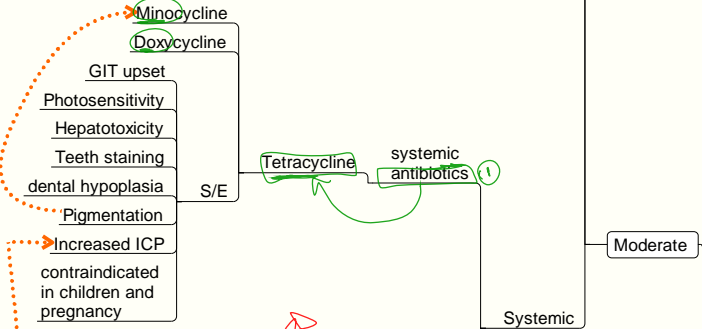 Minocycline
Doxycycline
GIT upset
Photosensitivity
Hepatotoxicity
Teeth staining
dental hypoplasia
Pigmentation
Increased ICP
contraindicated
in children and
pregnancy
S/E
Tetracycline
systemic
antibiotics
1
Systemic
Moderate